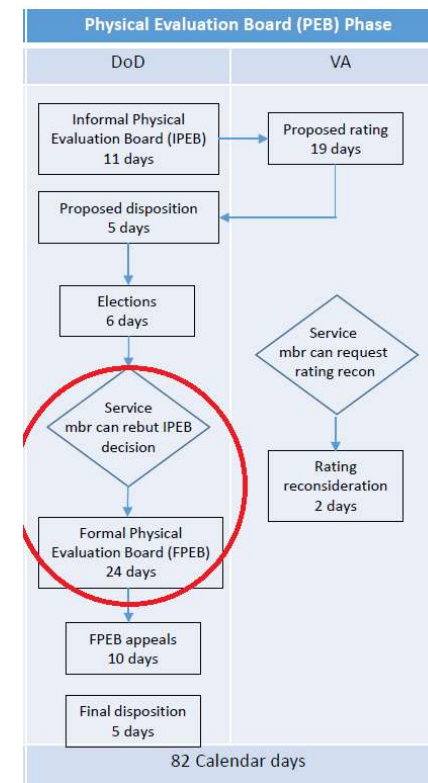 Physical Evaluation Board (PEB) Phase
DoD
VA
Informal Physical
Evaluation Board (IPEB)
11 days
Proposed rating
19 days
Proposed disposition
5 days
Elections
6 days
Service
mbr can request
rating recon
Service
mbr can rebut IPEB
decision
Rating
reconsideration
2 days
Formal Physical
Evaluation Board (FPEB)
24 days
FPEB appeals
10 days
Final disposition
5 days
82 Calendar days